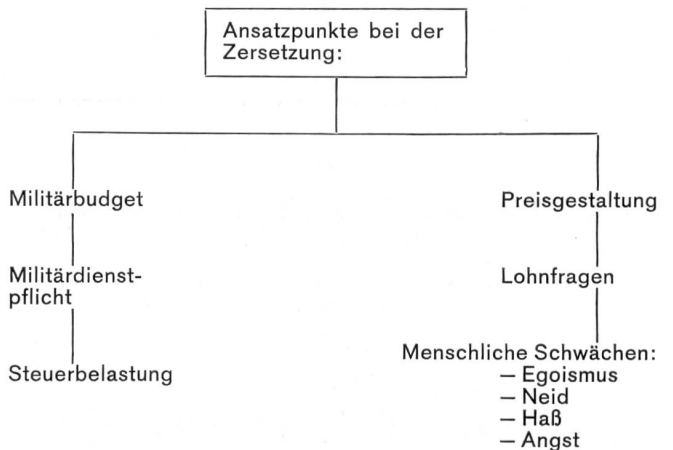 Ansatzpunkte bei der
Zersetzung:
Militärbudget
Militärdienst-
pflicht
Steuerbelastung
Preisgestaltung
Lohnfragen
Menschliche Schwächen:
— Egoismus
— Neid
— Haß
— Angst